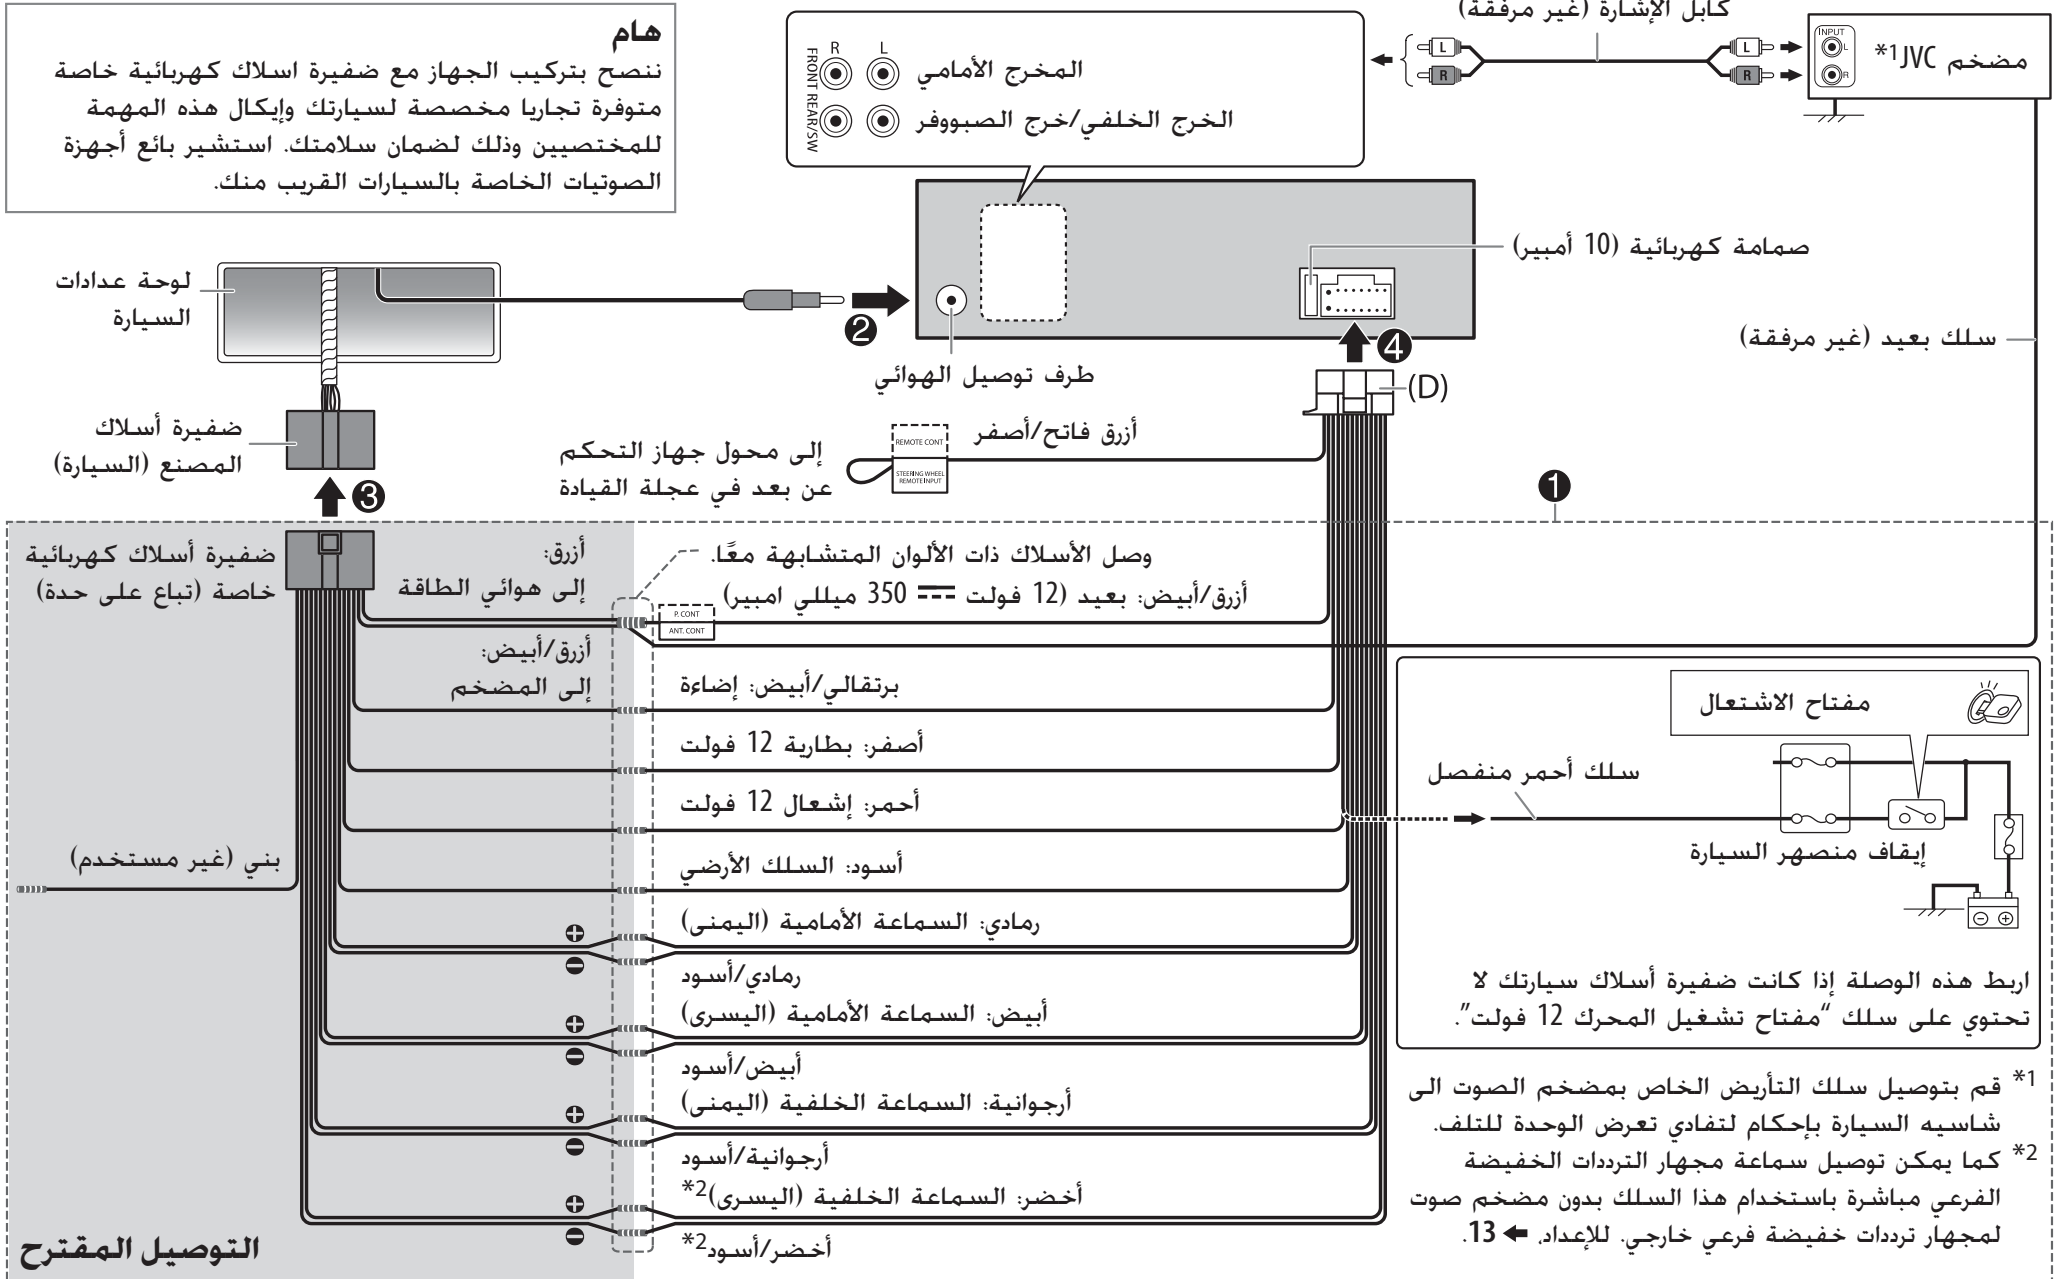 هام
ننصح بتركيب الجهاز مع ضفيرة اسلاك كهربائية خاصة
متوفرة تجاريا مخصصة لسيارتك وإيكال هذه المهمة
للمختصيين وذلك لضمان سلامتك. استشير بائع أجهزة
الصوتيات الخاصة بالسيارات القريب منك.
كابل الإشارة (غير مرفقة)
مضخم JVC*1
INPUT
L
R
L
R
L
R
R L
FRONT REAR/SW
المخرج الأمامي
الخرج الخلفي/خرج الصبووفر
صمامة كهربائية (10 أمبير)
سلك بعيد (غير مرفقة)
لوحة عدادات
السيارة
2
طرف توصيل الهوائي
4
(D)
ضفيرة أسلاك
المصنع (السيارة)
3
أزرق فاتح/أصفر
REMOTE CONT
STEERING WHEEL
REMOTE INPUT
إلى محول جهاز التحكم
عن بعد في عجلة القيادة
1
ضفيرة أسلاك كهربائية
خاصة (تباع على حدة)
أزرق:
إلى هوائي الطاقة
وصل الأسلاك ذات الألوان المتشابهة معًا.
أزرق/أبيض: بعيد (12 فولت ⎓ 350 ميللي امبير)
P. CONT
ANT. CONT
أزرق/أبيض:
إلى المضخم
برتقالي/أبيض: إضاءة
أصفر: بطارية 12 فولت
أحمر: إشعال 12 فولت
أسود: السلك الأرضي
بني (غير مستخدم)
رمادي: السماعة الأمامية (اليمنى)
رمادي/أسود
أبيض: السماعة الأمامية (اليسرى)
أبيض/أسود
أرجوانية: السماعة الخلفية (اليمنى)
أرجوانية/أسود
أخضر: السماعة الخلفية (اليسرى)*2
أخضر/أسود*2
مفتاح الاشتعال
سلك أحمر منفصل
إيقاف منصهر السيارة
اربط هذه الوصلة إذا كانت ضفيرة أسلاك سيارتك لا
تحتوي على سلك “مفتاح تشغيل المحرك 12 فولت”.
*1 قم بتوصيل سلك التأريض الخاص بمضخم الصوت الى
شاسيه السيارة بإحكام لتفادي تعرض الوحدة للتلف.
*2 كما يمكن توصيل سماعة مجهار الترددات الخفيضة
الفرعي مباشرة باستخدام هذا السلك بدون مضخم صوت
لمجهار ترددات خفيضة فرعي خارجي. للإعداد، ➜ 13.
التوصيل المقترح